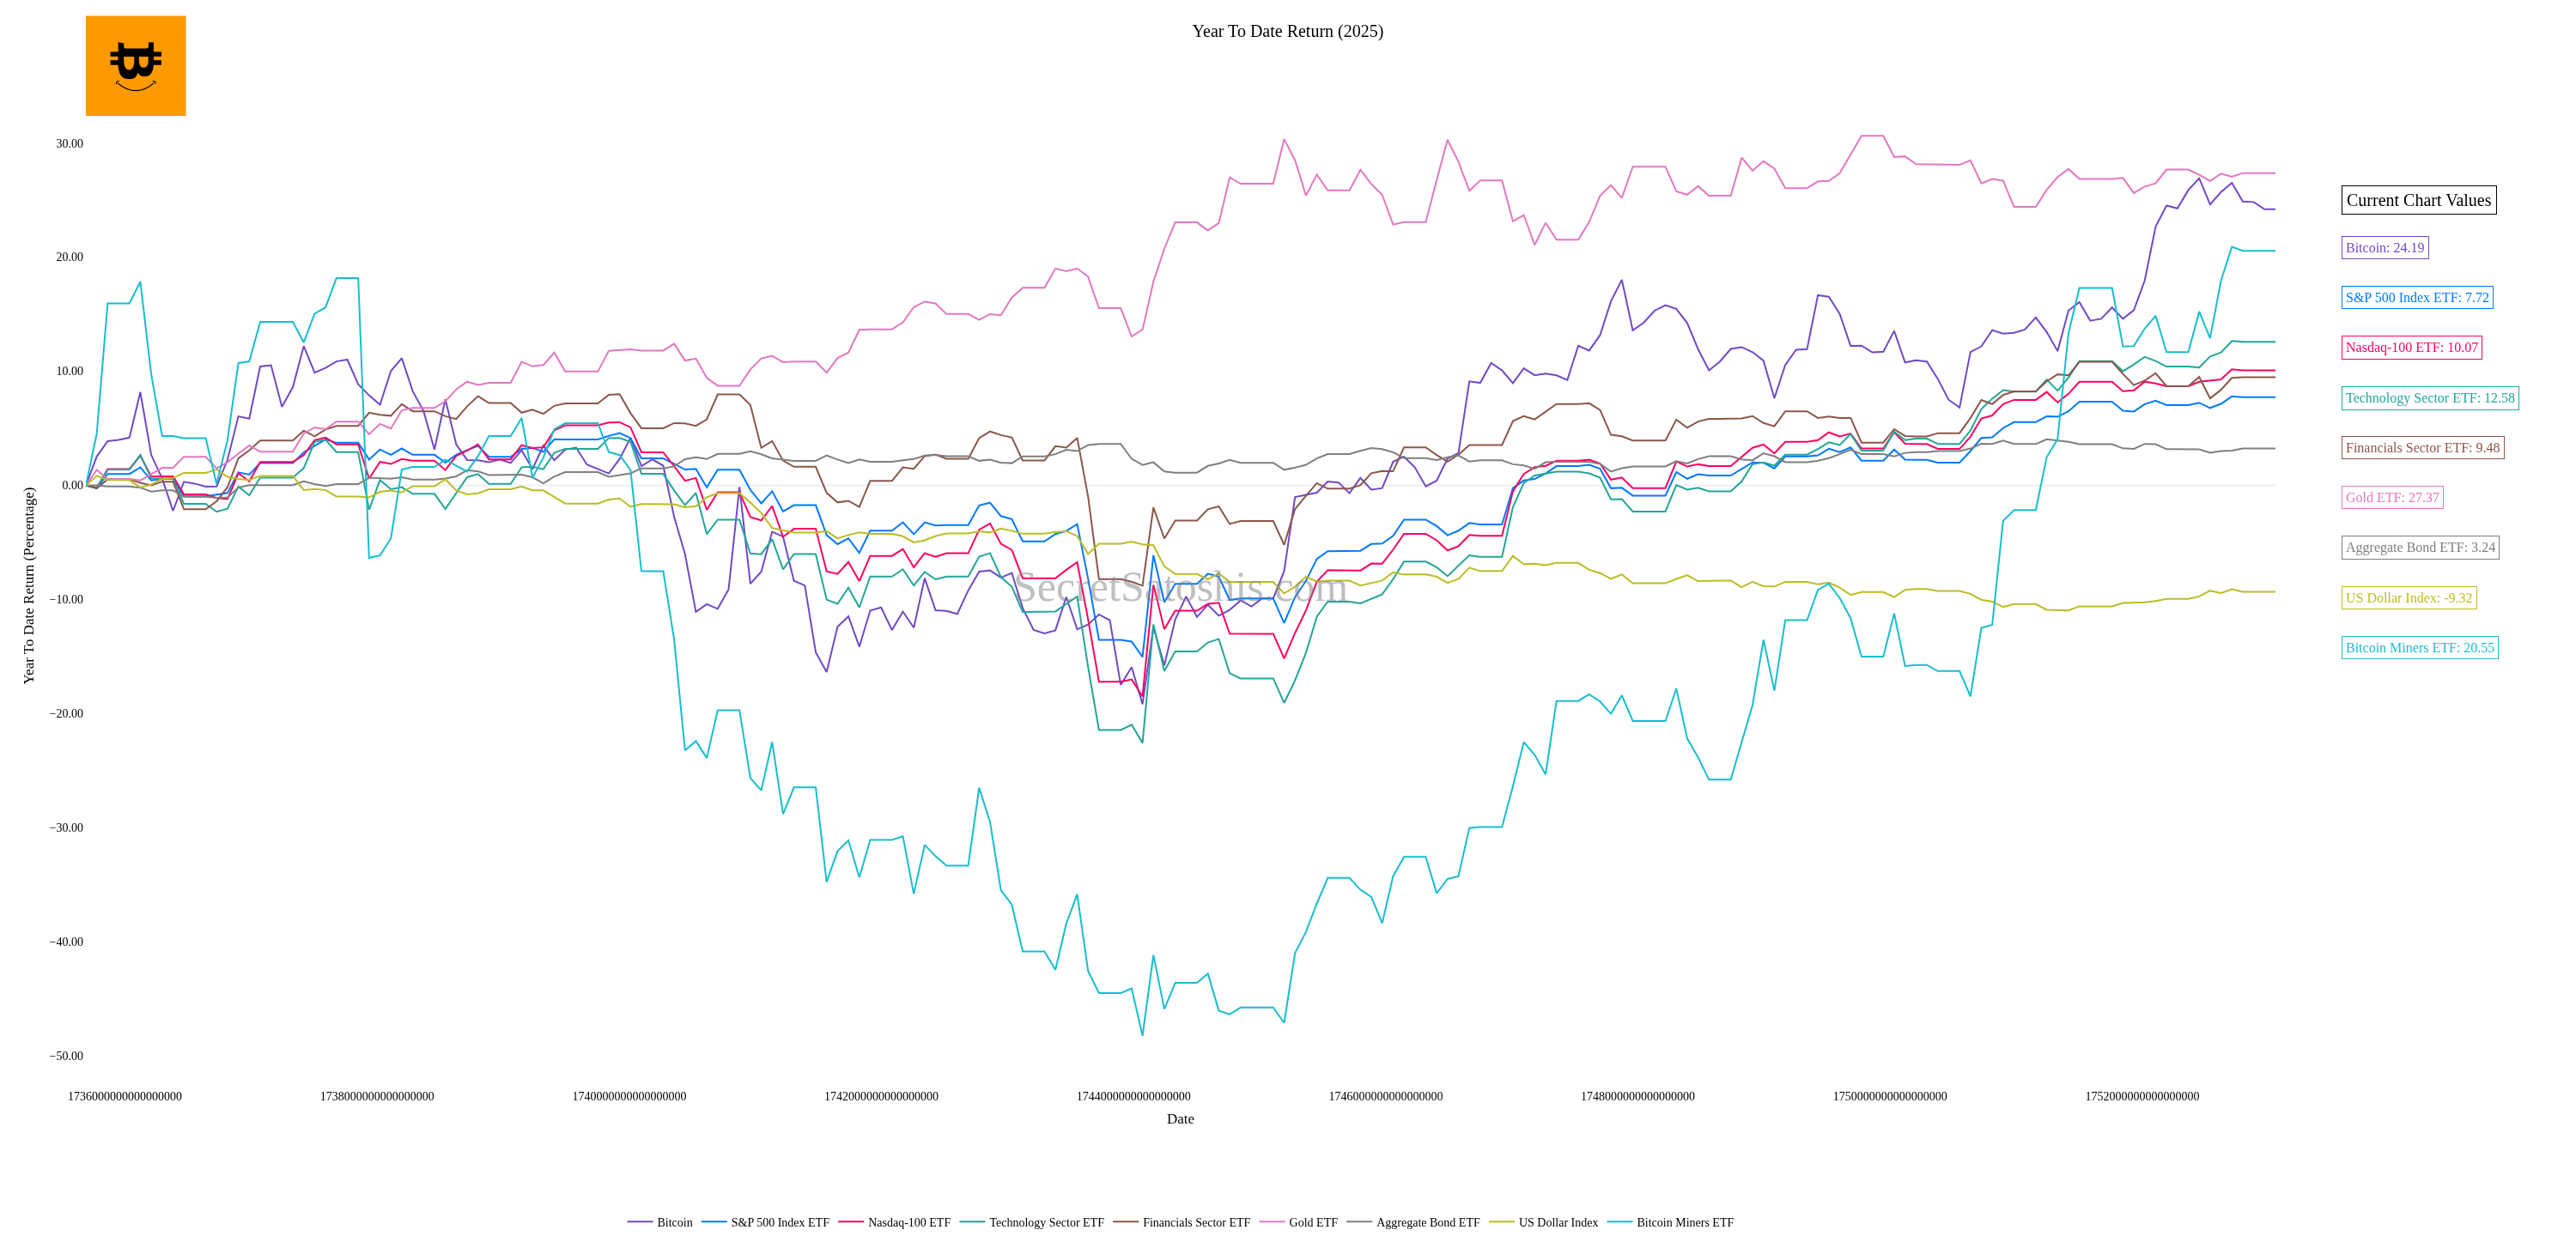 Year To Date Return (2025)
30.00
20.00
10.00
0.00
−10.00
−20.00
−30.00
−40.00
−50.00
Year To Date Return (Percentage)
SecretSatoshis.com
Current Chart Values
Bitcoin: 24.19
S&P 500 Index ETF: 7.72
Nasdaq-100 ETF: 10.07
Technology Sector ETF: 12.58
Financials Sector ETF: 9.48
Gold ETF: 27.37
Aggregate Bond ETF: 3.24
US Dollar Index: -9.32
Bitcoin Miners ETF: 20.55
1736000000000000000 1738000000000000000 1740000000000000000 1742000000000000000 1744000000000000000 1746000000000000000 1748000000000000000 1750000000000000000 1752000000000000000
Date
Bitcoin S&P 500 Index ETF Nasdaq-100 ETF Technology Sector ETF Financials Sector ETF Gold ETF Aggregate Bond ETF US Dollar Index Bitcoin Miners ETF